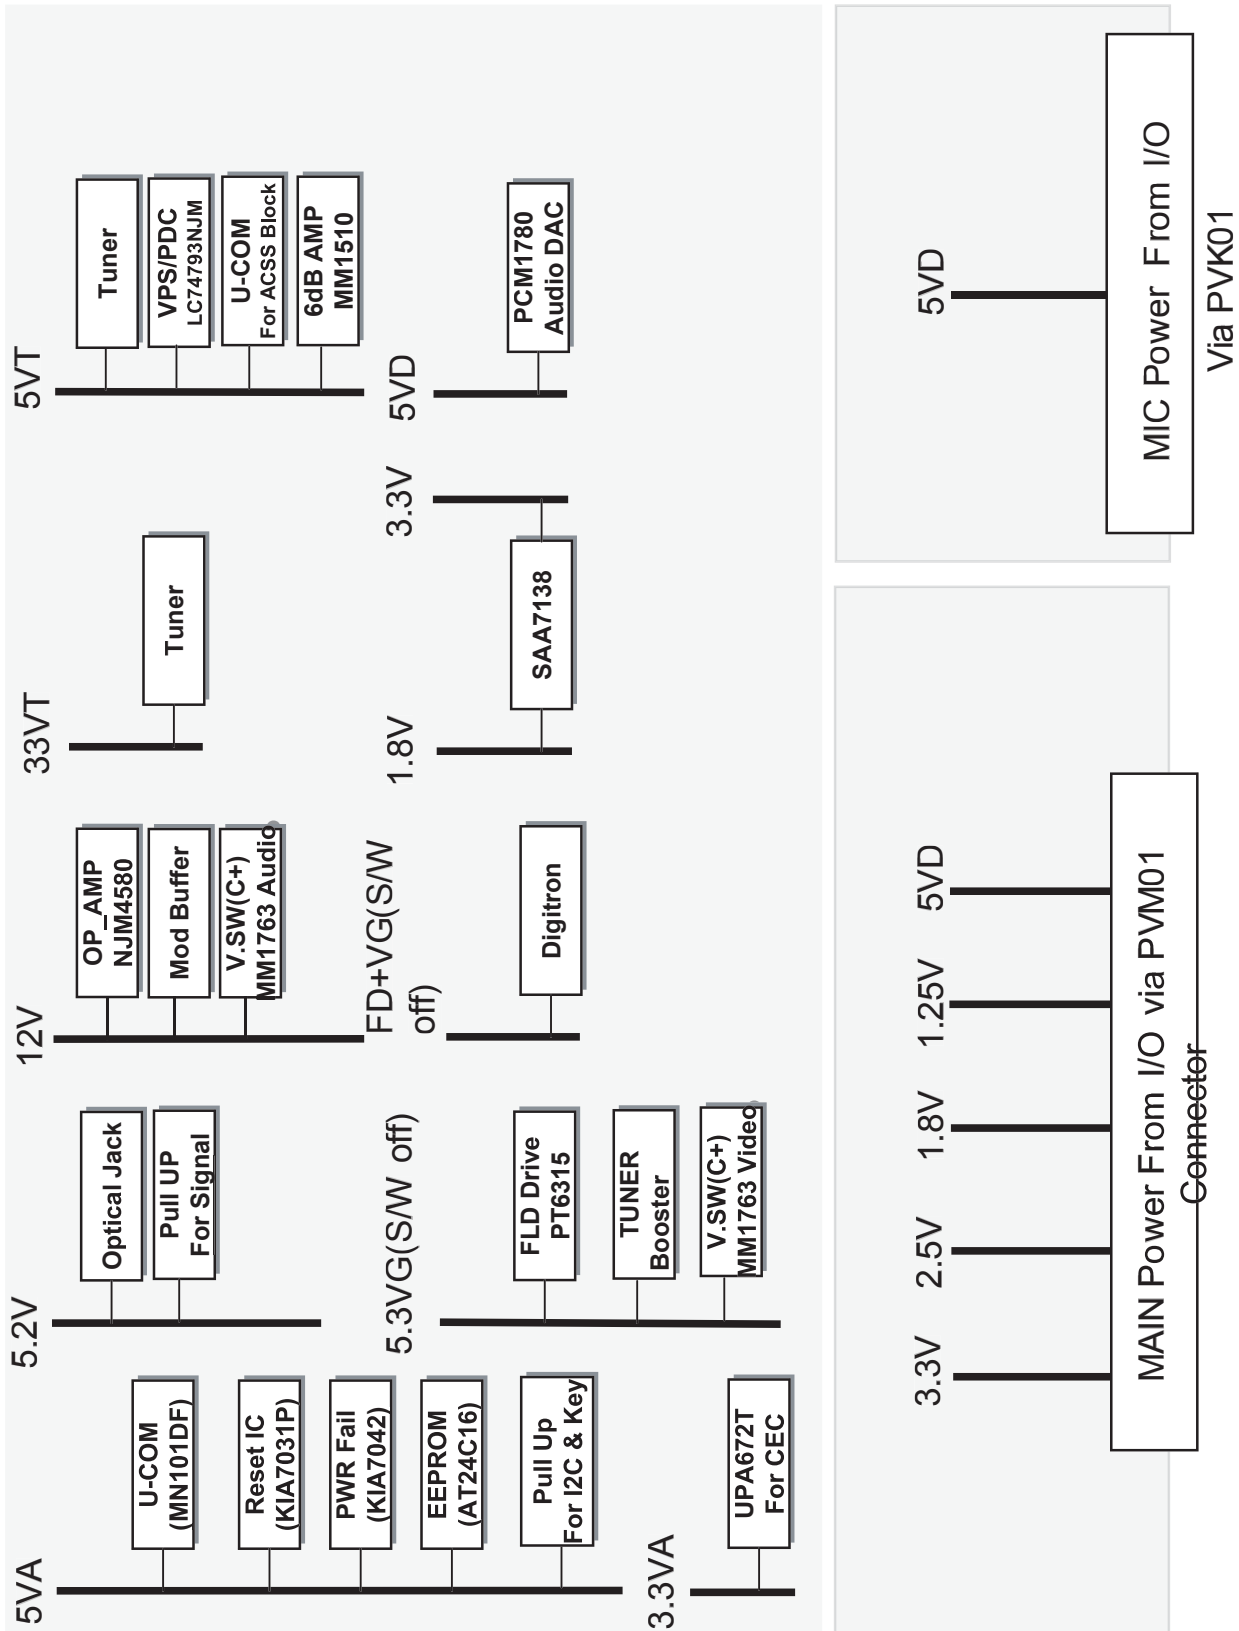 5VA
U-COM
(MN101DF)
Reset IC
(KIA7031P)
PWR Fail
(KIA7042)
EEPROM
(AT24C16)
Pull Up
For I2C & Key
3.3VA
UPA672T
For CEC
5.2V
Optical Jack
Pull UP
For Signal
5.3VG(S/W off)
FLD Drive
PT6315
TUNER
Booster
V.SW(C+)
MM1763 Video
12V
OP_AMP
NJM4580
Mod Buffer
V.SW(C+)
MM1763 Audio
FD+VG(S/W
off)
Digitron
33VT
Tuner
1.8V
SAA7138
3.3V
5VT
Tuner
VPS/PDC
LC74793NJM
U-COM
For ACSS Block
6dB AMP
MM1510
5VD
PCM1780
Audio DAC
3.3V
2.5V
1.8V
1.25V
5VD
MAIN Power From I/O via PVM01
Connector
5VD
MIC Power From I/O
Via PVK01